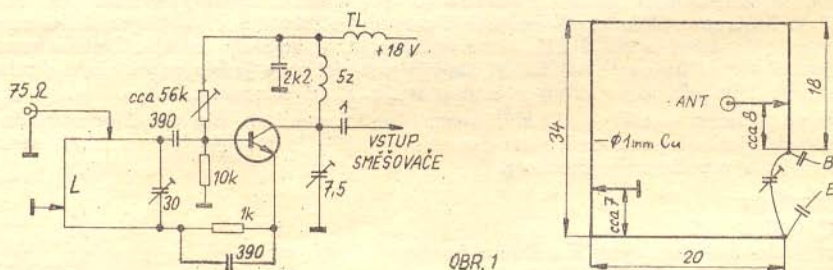 75 Ω
L
390
cca 56k
30
10k
1k
390
2k2
TL
+18 V
5z
1
VSTUP
SMĚŠOVAČE
7,5
OBR. 1
34
ANT
18
cca 8
ϕ1mm Cu
cca 7
B
E
20